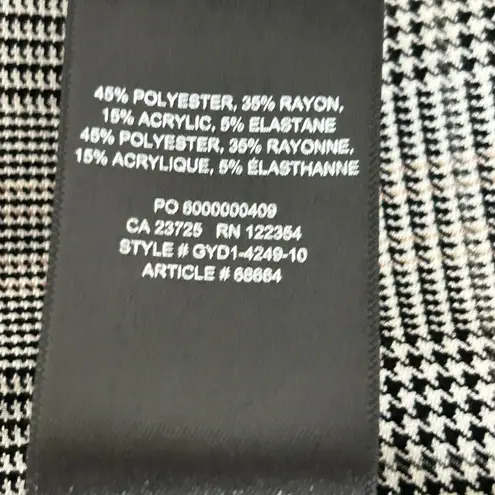 45% POLYESTER, 35% RAYON,
15% ACRYLIC, 5% ELASTANE
45% POLYESTER, 35% RAYONNE,
15% ACRYLIQUE, 5% ÉLASTHANNE
PO 6000000409
CA 23725 RN 122354
STYLE # GYD1-4249-10
ARTICLE # 68664